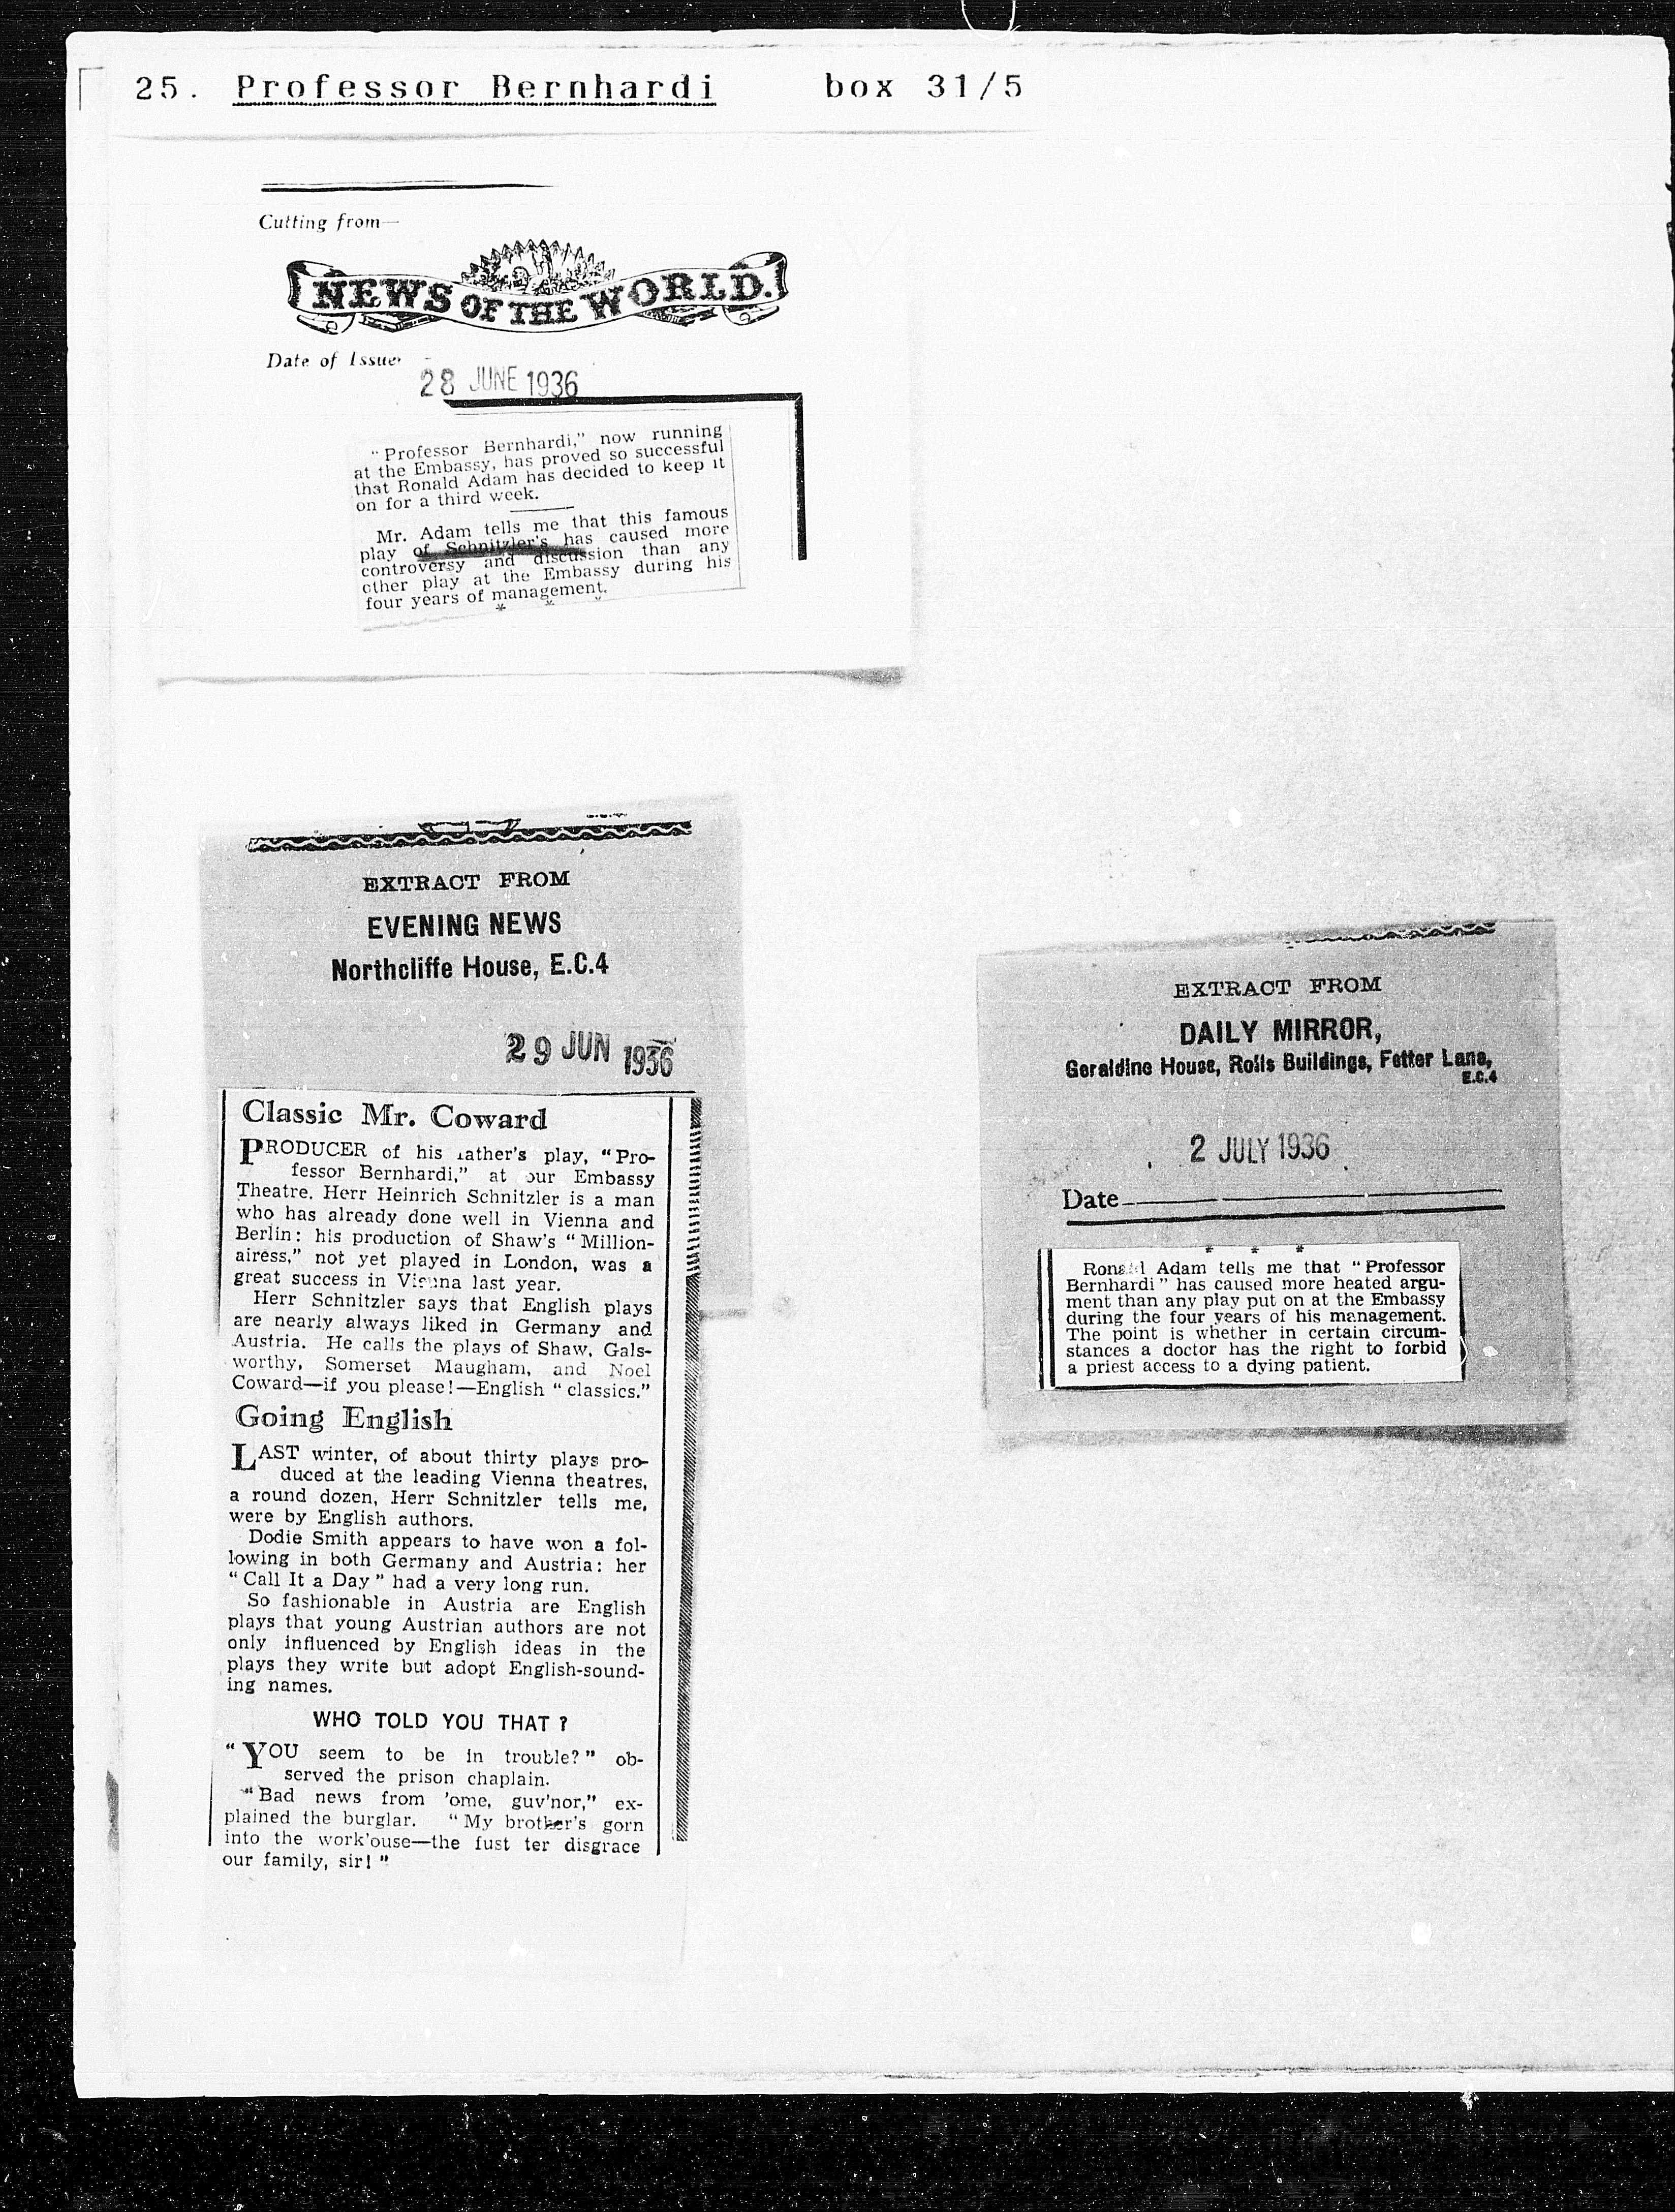 25. Professor Bernhardi box 31/5
Cutting from—
NEWS OF THE WORLD.
Date of Issue
28 JUNE 1936
"Professor Bernhardi," now running
at the Embassy, has proved so successful
that Ronald Adam has decided to keep it
on for a third week.
Mr. Adam tells me that this famous
play of Schnitzler's has caused more
controversy and discussion than any
other play at the Embassy during his
four years of management.
* * *
EXTRACT FROM
EVENING NEWS
Northcliffe House, E.C.4
29 JUN 1936
Classic Mr. Coward
PRODUCER of his father's play, "Pro-
fessor Bernhardi," at our Embassy
Theatre. Herr Heinrich Schnitzler is a man
who has already done well in Vienna and
Berlin: his production of Shaw's "Million-
airess," not yet played in London, was a
great success in Vienna last year.
Herr Schnitzler says that English plays
are nearly always liked in Germany and
Austria. He calls the plays of Shaw, Gals-
worthy, Somerset Maugham, and Noel
Coward—if you please!—English "classics."
Going English
LAST winter, of about thirty plays pro-
duced at the leading Vienna theatres,
a round dozen, Herr Schnitzler tells me,
were by English authors.
Dodie Smith appears to have won a fol-
lowing in both Germany and Austria: her
"Call It a Day" had a very long run.
So fashionable in Austria are English
plays that young Austrian authors are not
only influenced by English ideas in the
plays they write but adopt English-sound-
ing names.
WHO TOLD YOU THAT?
"YOU seem to be in trouble?" ob-
served the prison chaplain.
"Bad news from 'ome, guv'nor," ex-
plained the burglar. "My brother's gorn
into the work'ouse—the fust ter disgrace
our family, sir!"
EXTRACT FROM
DAILY MIRROR,
Geraldine House, Rolls Buildings, Fetter Lane,
E.C.4
2 JULY 1936
Date
* * *
Ronald Adam tells me that "Professor
Bernhardi" has caused more heated argu-
ment than any play put on at the Embassy
during the four years of his management.
The point is whether in certain circum-
stances a doctor has the right to forbid
a priest access to a dying patient.